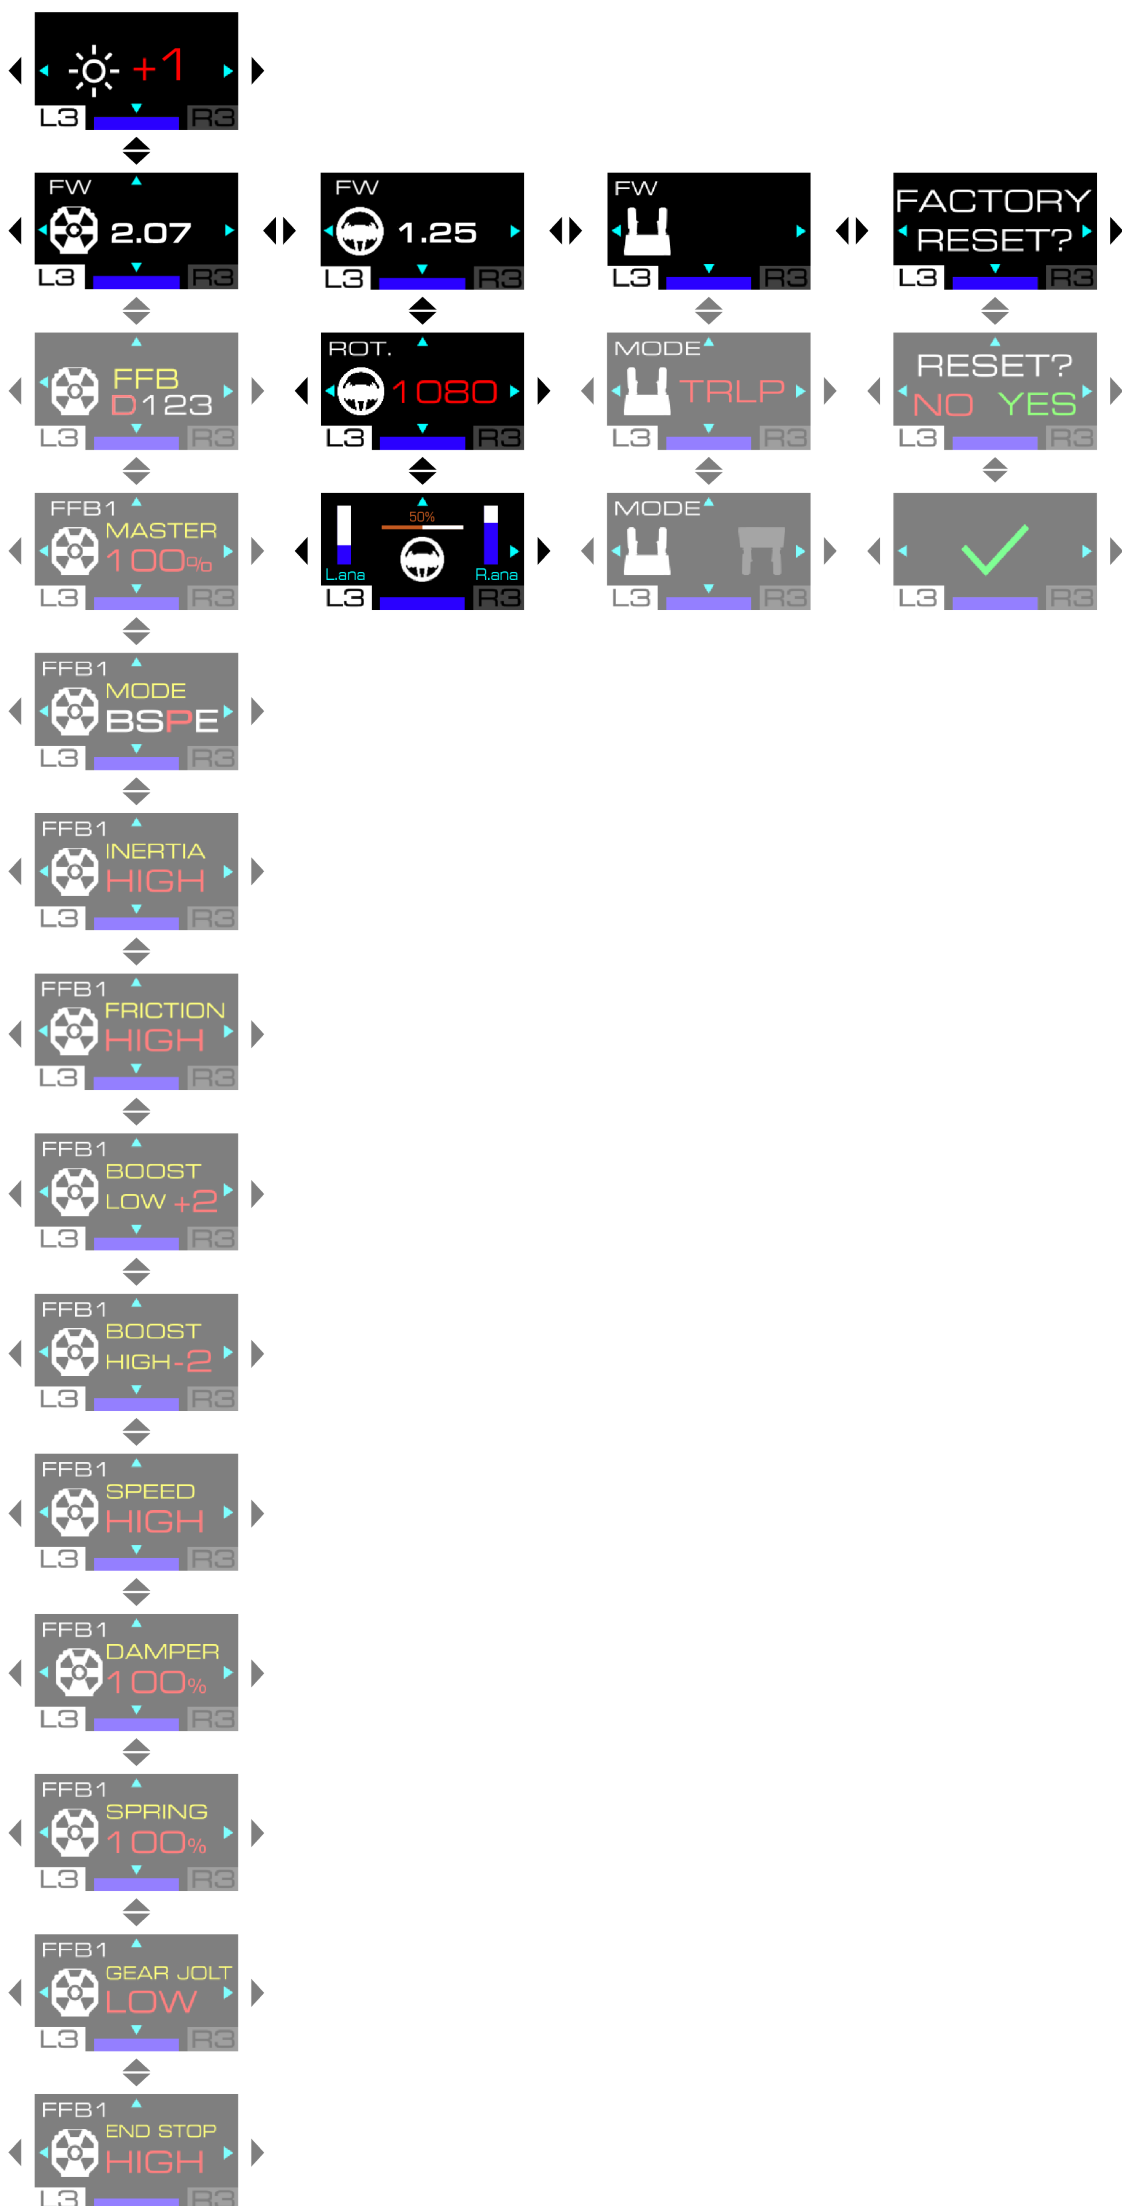 +1
L3 R3
FW
2.07
L3 R3
FW
1.25
L3 R3
FW
L3 R3
FACTORY
RESET?
L3 R3
FFB
D123
L3 R3
ROT.
1080
L3 R3
MODE
TRLP
L3 R3
RESET?
NO YES
L3 R3
FFB1
MASTER
100%
L3 R3
50%
L.ana R.ana
L3 R3
MODE
L3 R3
L3 R3
FFB1
MODE
BSPE
L3 R3
FFB1
INERTIA
HIGH
L3 R3
FFB1
FRICTION
HIGH
L3 R3
FFB1
BOOST
LOW +2
L3 R3
FFB1
BOOST
HIGH -2
L3 R3
FFB1
SPEED
HIGH
L3 R3
FFB1
DAMPER
100%
L3 R3
FFB1
SPRING
100%
L3 R3
FFB1
GEAR JOLT
LOW
L3 R3
FFB1
END STOP
HIGH
L3 R3